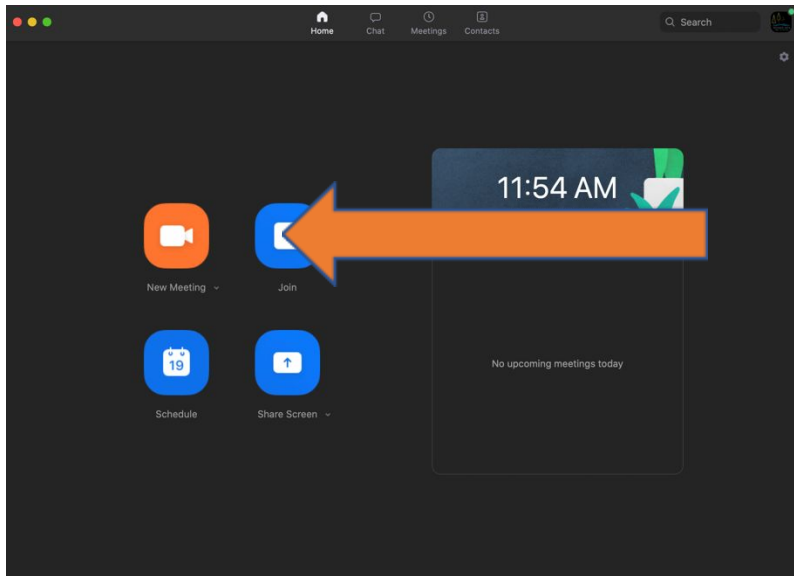 Home
Chat
Meetings
Contacts
Search
11:54 AM
New Meeting
Join
19
Schedule
Share Screen
No upcoming meetings today